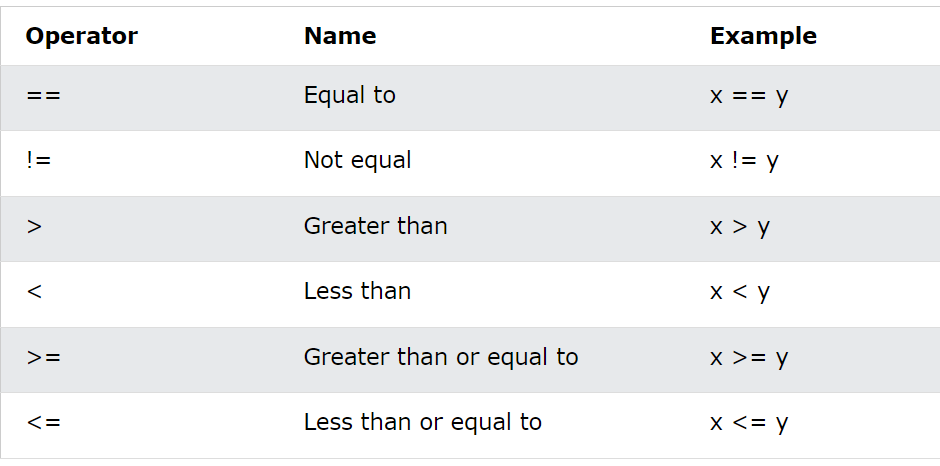 Operator Name Example
== Equal to x == y
!= Not equal x != y
> Greater than x > y
< Less than x < y
>= Greater than or equal to x >= y
<= Less than or equal to x <= y